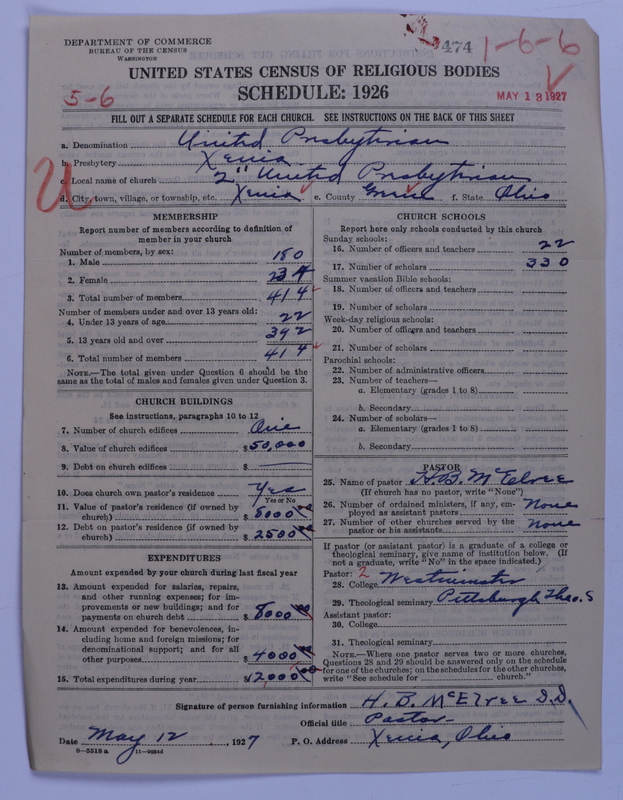 DEPARTMENT OF COMMERCE
BUREAU OF THE CENSUS
WASHINGTON
474
1-6-6
UNITED STATES CENSUS OF RELIGIOUS BODIES
SCHEDULE: 1926
5-6
MAY 13 1927
FILL OUT A SEPARATE SCHEDULE FOR EACH CHURCH. SEE INSTRUCTIONS ON THE BACK OF THIS SHEET
a. Denomination United Presbyterian
b. Presbytery Xenia
c. Local name of church 2" United Presbyterian
d. City, town, village, or township, etc. Xenia e. County Greene f. State Ohio
MEMBERSHIP
Report number of members according to definition of
member in your church
Number of members, by sex:
1. Male 180
2. Female 234
3. Total number of members 414
Number of members under and over 13 years old:
4. Under 13 years of age 22
5. 13 years old and over 392
6. Total number of members 414
NOTE.—The total given under Question 6 should be the
same as the total of males and females given under Question 3.
CHURCH BUILDINGS
See instructions, paragraphs 10 to 12
7. Number of church edifices One
8. Value of church edifices $50,000
9. Debt on church edifices $
10. Does church own pastor's residence Yes
Yes or No
11. Value of pastor's residence (if owned by
church) $ 8000 00
12. Debt on pastor's residence (if owned by
church) $ 2500 00
EXPENDITURES
Amount expended by your church during last fiscal year
13. Amount expended for salaries, repairs,
and other running expenses; for im-
provements or new buildings; and for
payments on church debt $ 8000 00
14. Amount expended for benevolences, in-
cluding home and foreign missions; for
denominational support; and for all
other purposes $ 4000 00
15. Total expenditures during year $12,000 00
CHURCH SCHOOLS
Report here only schools conducted by this church
Sunday schools:
16. Number of officers and teachers 22
17. Number of scholars 330
Summer vacation Bible schools:
18. Number of officers and teachers
19. Number of scholars
Week-day religious schools:
20. Number of officers and teachers
21. Number of scholars
Parochial schools:
22. Number of administrative officers
23. Number of teachers—
a. Elementary (grades 1 to 8)
b. Secondary
24. Number of scholars—
a. Elementary (grades 1 to 8)
b. Secondary
PASTOR
25. Name of pastor H.B. McElree
(If church has no pastor, write "None")
26. Number of ordained ministers, if any, em-
ployed as assistant pastors None
27. Number of other churches served by the
pastor or his assistants None
If pastor (or assistant pastor) is a graduate of a college or
theological seminary, give name of institution below. (If
not a graduate, write "No" in the space indicated.)
Pastor: 2
28. College Westminster
29. Theological seminary Pittsburgh Theo. S
Assistant pastor:
30. College
31. Theological seminary
NOTE.—Where one pastor serves two or more churches,
Questions 28 and 29 should be answered only on the schedule
for one of the churches; on the schedules for the other churches,
write "See schedule for church."
Signature of person furnishing information H. B. McElree D.D.
Official title Pastor
Date May 12, 1927 P. O. Address Xenia, Ohio
8—5518 a